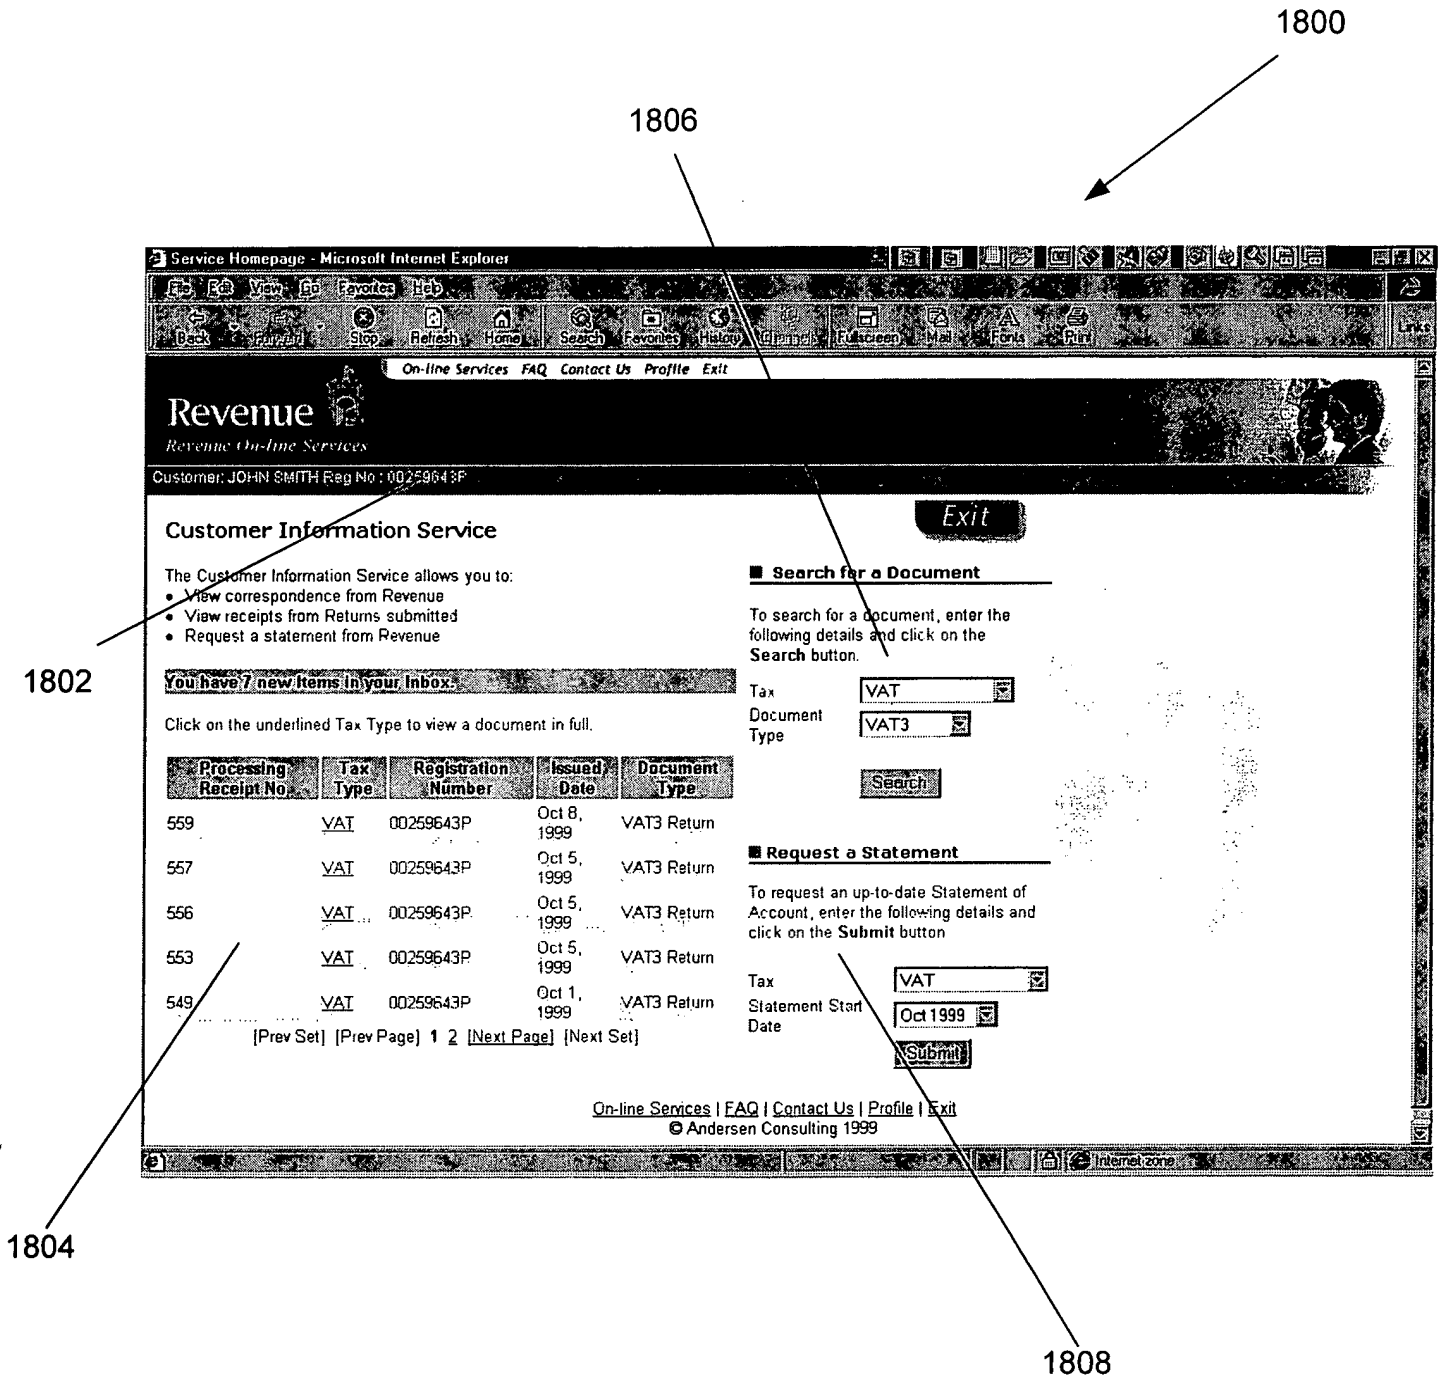 1800
1806
Service Homepage - Microsoft Internet Explorer
File Edit View Go Favorites Help
Back Forward Stop Refresh Home Search Favorites History Channels Fullscreen Mail Fonts Print Links
On-line Services FAQ Contact Us Profile Exit
Revenue
Revenue On-line Services
Customer: JOHN SMITH Reg No : 00259643P
Exit
Customer Information Service
The Customer Information Service allows you to:
• View correspondence from Revenue
• View receipts from Returns submitted
• Request a statement from Revenue
1802
You have 7 new items in your Inbox.
Click on the underlined Tax Type to view a document in full.
Processing Receipt No. Tax Type Registration Number Issued Date Document Type
559 VAT 00259643P Oct 8, 1999 VAT3 Return
557 VAT 00259643P Oct 5, 1999 VAT3 Return
556 VAT 00259643P Oct 5, 1999 VAT3 Return
553 VAT 00259643P Oct 5, 1999 VAT3 Return
549 VAT 00259643P Oct 1, 1999 VAT3 Return
[Prev Set] [Prev Page] 1 2 [Next Page] [Next Set]
Search for a Document
To search for a document, enter the
following details and click on the
Search button.
Tax VAT
Document Type VAT3
Search
Request a Statement
To request an up-to-date Statement of
Account, enter the following details and
click on the Submit button
Tax VAT
Statement Start Date Oct 1999
Submit
On-line Services | FAQ | Contact Us | Profile | Exit
© Andersen Consulting 1999
Internet zone
1804
1808